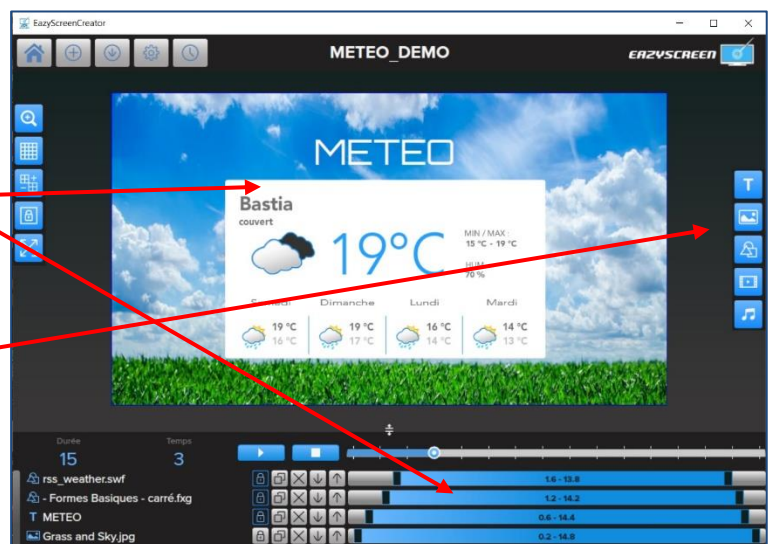 EazyScreenCreator
METEO_DEMO
EAZYSCREEN
METEO
Bastia
couvert
19°C
MIN / MAX :
15 °C - 19 °C
HUM
70 %
Samedi Dimanche Lundi Mardi
19 °C 19 °C 16 °C 14 °C
16 °C 17 °C 14 °C 13 °C
T
Durée Temps
15 3
rss_weather.swf 1.6 - 13.8
- Formes Basiques - carré.fxg 1.2 - 14.2
T METEO 0.6 - 14.4
Grass and Sky.jpg 0.2 - 14.8